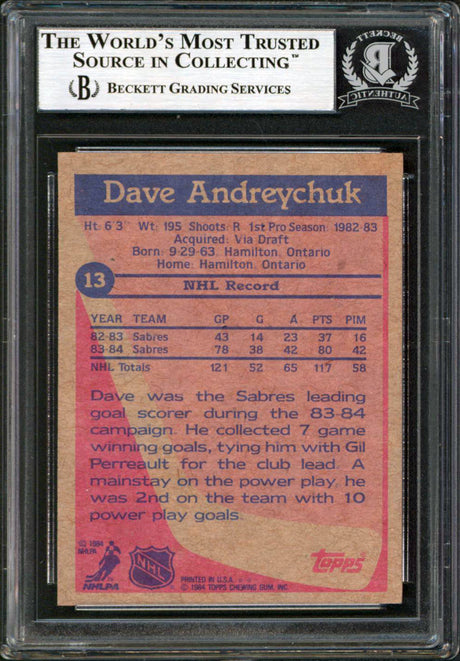 THE WORLD'S MOST TRUSTED
SOURCE IN COLLECTING™
B BECKETT GRADING SERVICES
B
AUTHENTIC
Dave Andreychuk
Ht: 6'3 Wt: 195 Shoots: R 1st Pro Season: 1982-83
Acquired: Via Draft
Born: 9-29-63, Hamilton, Ontario
Home: Hamilton, Ontario
13
NHL Record
YEAR TEAM GP G A PTS PIM
82-83 Sabres 43 14 23 37 16
83-84 Sabres 78 38 42 80 42
NHL Totals 121 52 65 117 58
Dave was the Sabres leading
goal scorer during the 83-84
campaign. He collected 7 game
winning goals, tying him with Gil
Perreault for the club lead. A
mainstay on the power play, he
was 2nd on the team with 10
power play goals.
© 1984
NHLPA
NHLPA
NHL
topps
PRINTED IN U.S.A.
© 1984 TOPPS CHEWING GUM, INC.